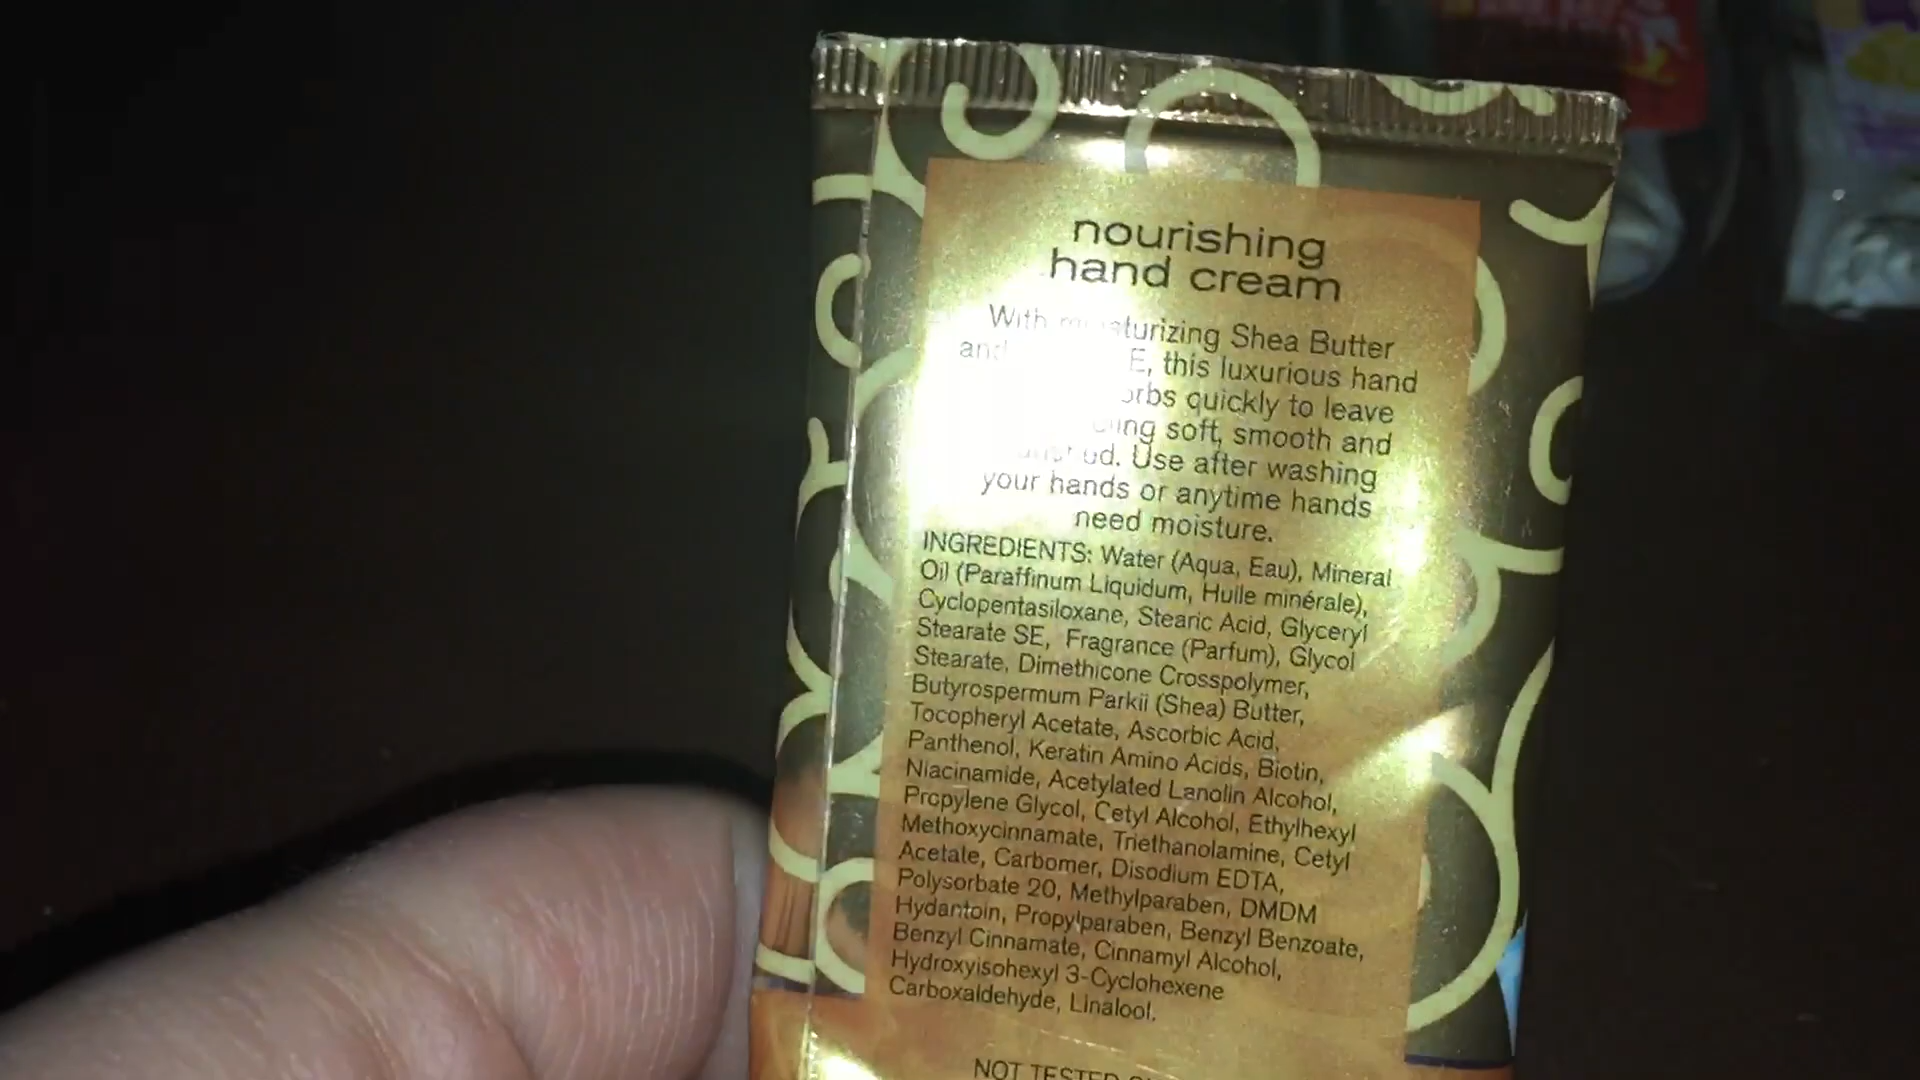 nourishing
hand cream
With moisturizing Shea Butter
and E, this luxurious hand
quickly to leave
soft, smooth and
Use after washing
your hands or anytime hands
need moisture.
INGREDIENTS: Water (Aqua, Eau), Mineral
Oil (Paraffinum Liquidum, Huile minérale),
Cyclopentasiloxane, Stearic Acid, Glyceryl
Stearate SE, Fragrance (Parfum), Glycol
Stearate, Dimethicone Crosspolymer,
Butyrospermum Parkii (Shea) Butter,
Tocopheryl Acetate, Ascorbic Acid,
Panthenol, Keratin Amino Acids, Biotin,
Niacinamide, Acetylated Lanolin Alcohol,
Propylene Glycol, Cetyl Alcohol, Ethylhexyl
Methoxycinnamate, Triethanolamine, Cetyl
Acetate, Carbomer, Disodium EDTA,
Polysorbate 20, Methylparaben, DMDM
Hydantoin, Propylparaben, Benzyl Benzoate,
Benzyl Cinnamate, Cinnamyl Alcohol,
Hydroxyisohexyl 3-Cyclohexene
Carboxaldehyde, Linalool.
NOT TESTED